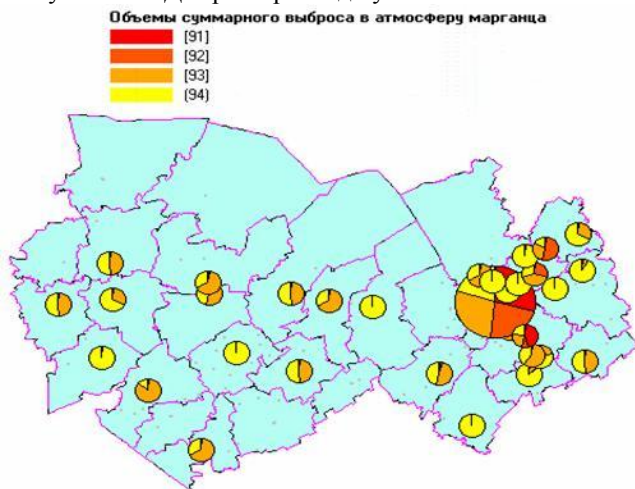 Объемы суммарного выброса в атмосферу марганца
[91]
[92]
[93]
[94]